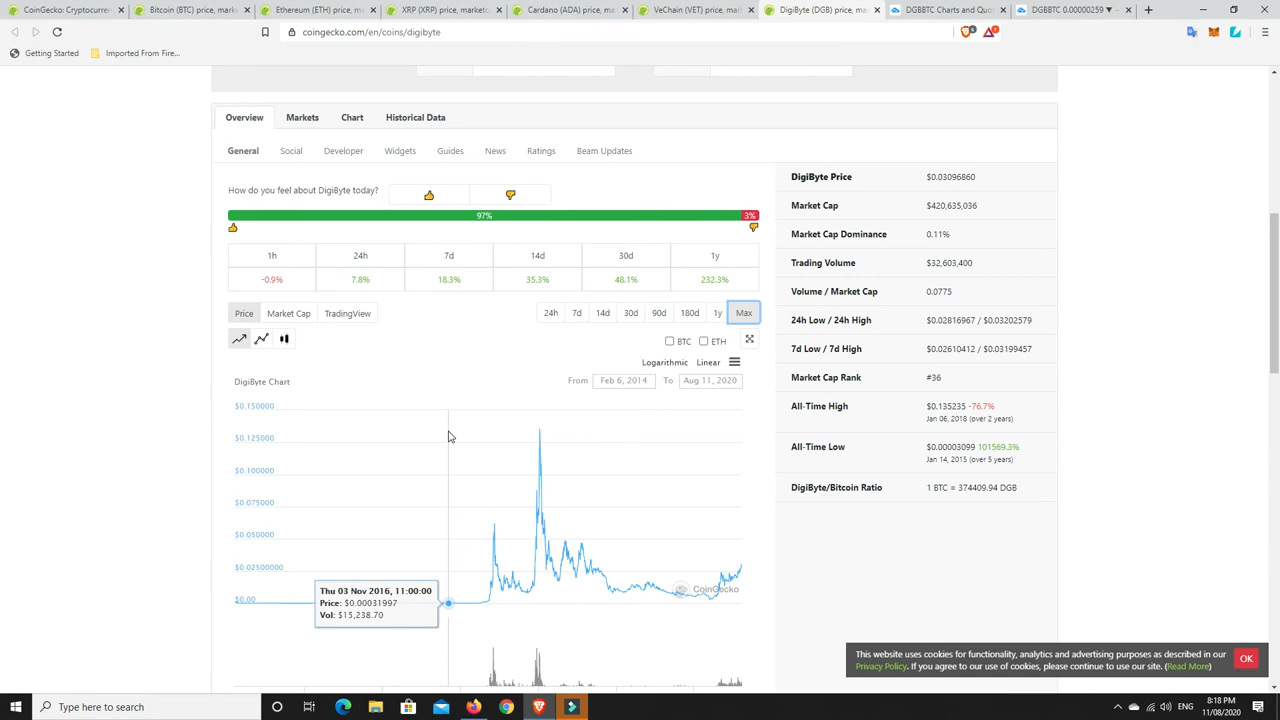 CoinGecko: Cryptocurrenc
Bitcoin (BTC) price, marke
Ethereum (ETH) price, mar
XRP (XRP) price, marketc
Cardano (ADA) price, mar
VeChain (VET) price, mark
DigiByte (DGB) price, ma
DGBBTC Charts and Quo
DGBBTC 0.00000259
coingecko.com/en/coins/digibyte
Getting Started
Imported From Fire...
Overview
Markets
Chart
Historical Data
General
Social
Developer
Widgets
Guides
News
Ratings
Beam Updates
How do you feel about DigiByte today?
97%
3%
1h 24h 7d 14d 30d 1y
-0.9% 7.8% 18.3% 35.3% 48.1% 232.3%
Price Market Cap TradingView
24h 7d 14d 30d 90d 180d 1y Max
BTC ETH
Logarithmic Linear
DigiByte Chart
From Feb 6, 2014 To Aug 11, 2020
$0.150000
$0.125000
$0.100000
$0.075000
$0.050000
$0.02500000
$0.00
Thu 03 Nov 2016, 11:00:00
Price: $0.00031997
Vol: $15,238.70
CoinGecko
DigiByte Price $0.03096860
Market Cap $420,635,036
Market Cap Dominance 0.11%
Trading Volume $32,603,400
Volume / Market Cap 0.0775
24h Low / 24h High $0.02816967 / $0.03202579
7d Low / 7d High $0.02610412 / $0.03199457
Market Cap Rank #36
All-Time High $0.135235 -76.7%
Jan 06, 2018 (over 2 years)
All-Time Low $0.00003099 101569.3%
Jan 14, 2015 (over 5 years)
DigiByte/Bitcoin Ratio 1 BTC = 374409.94 DGB
This website uses cookies for functionality, analytics and advertising purposes as described in our
Privacy Policy. If you agree to our use of cookies, please continue to use our site. (Read More)
OK
Type here to search
ENG
8:18 PM
11/08/2020